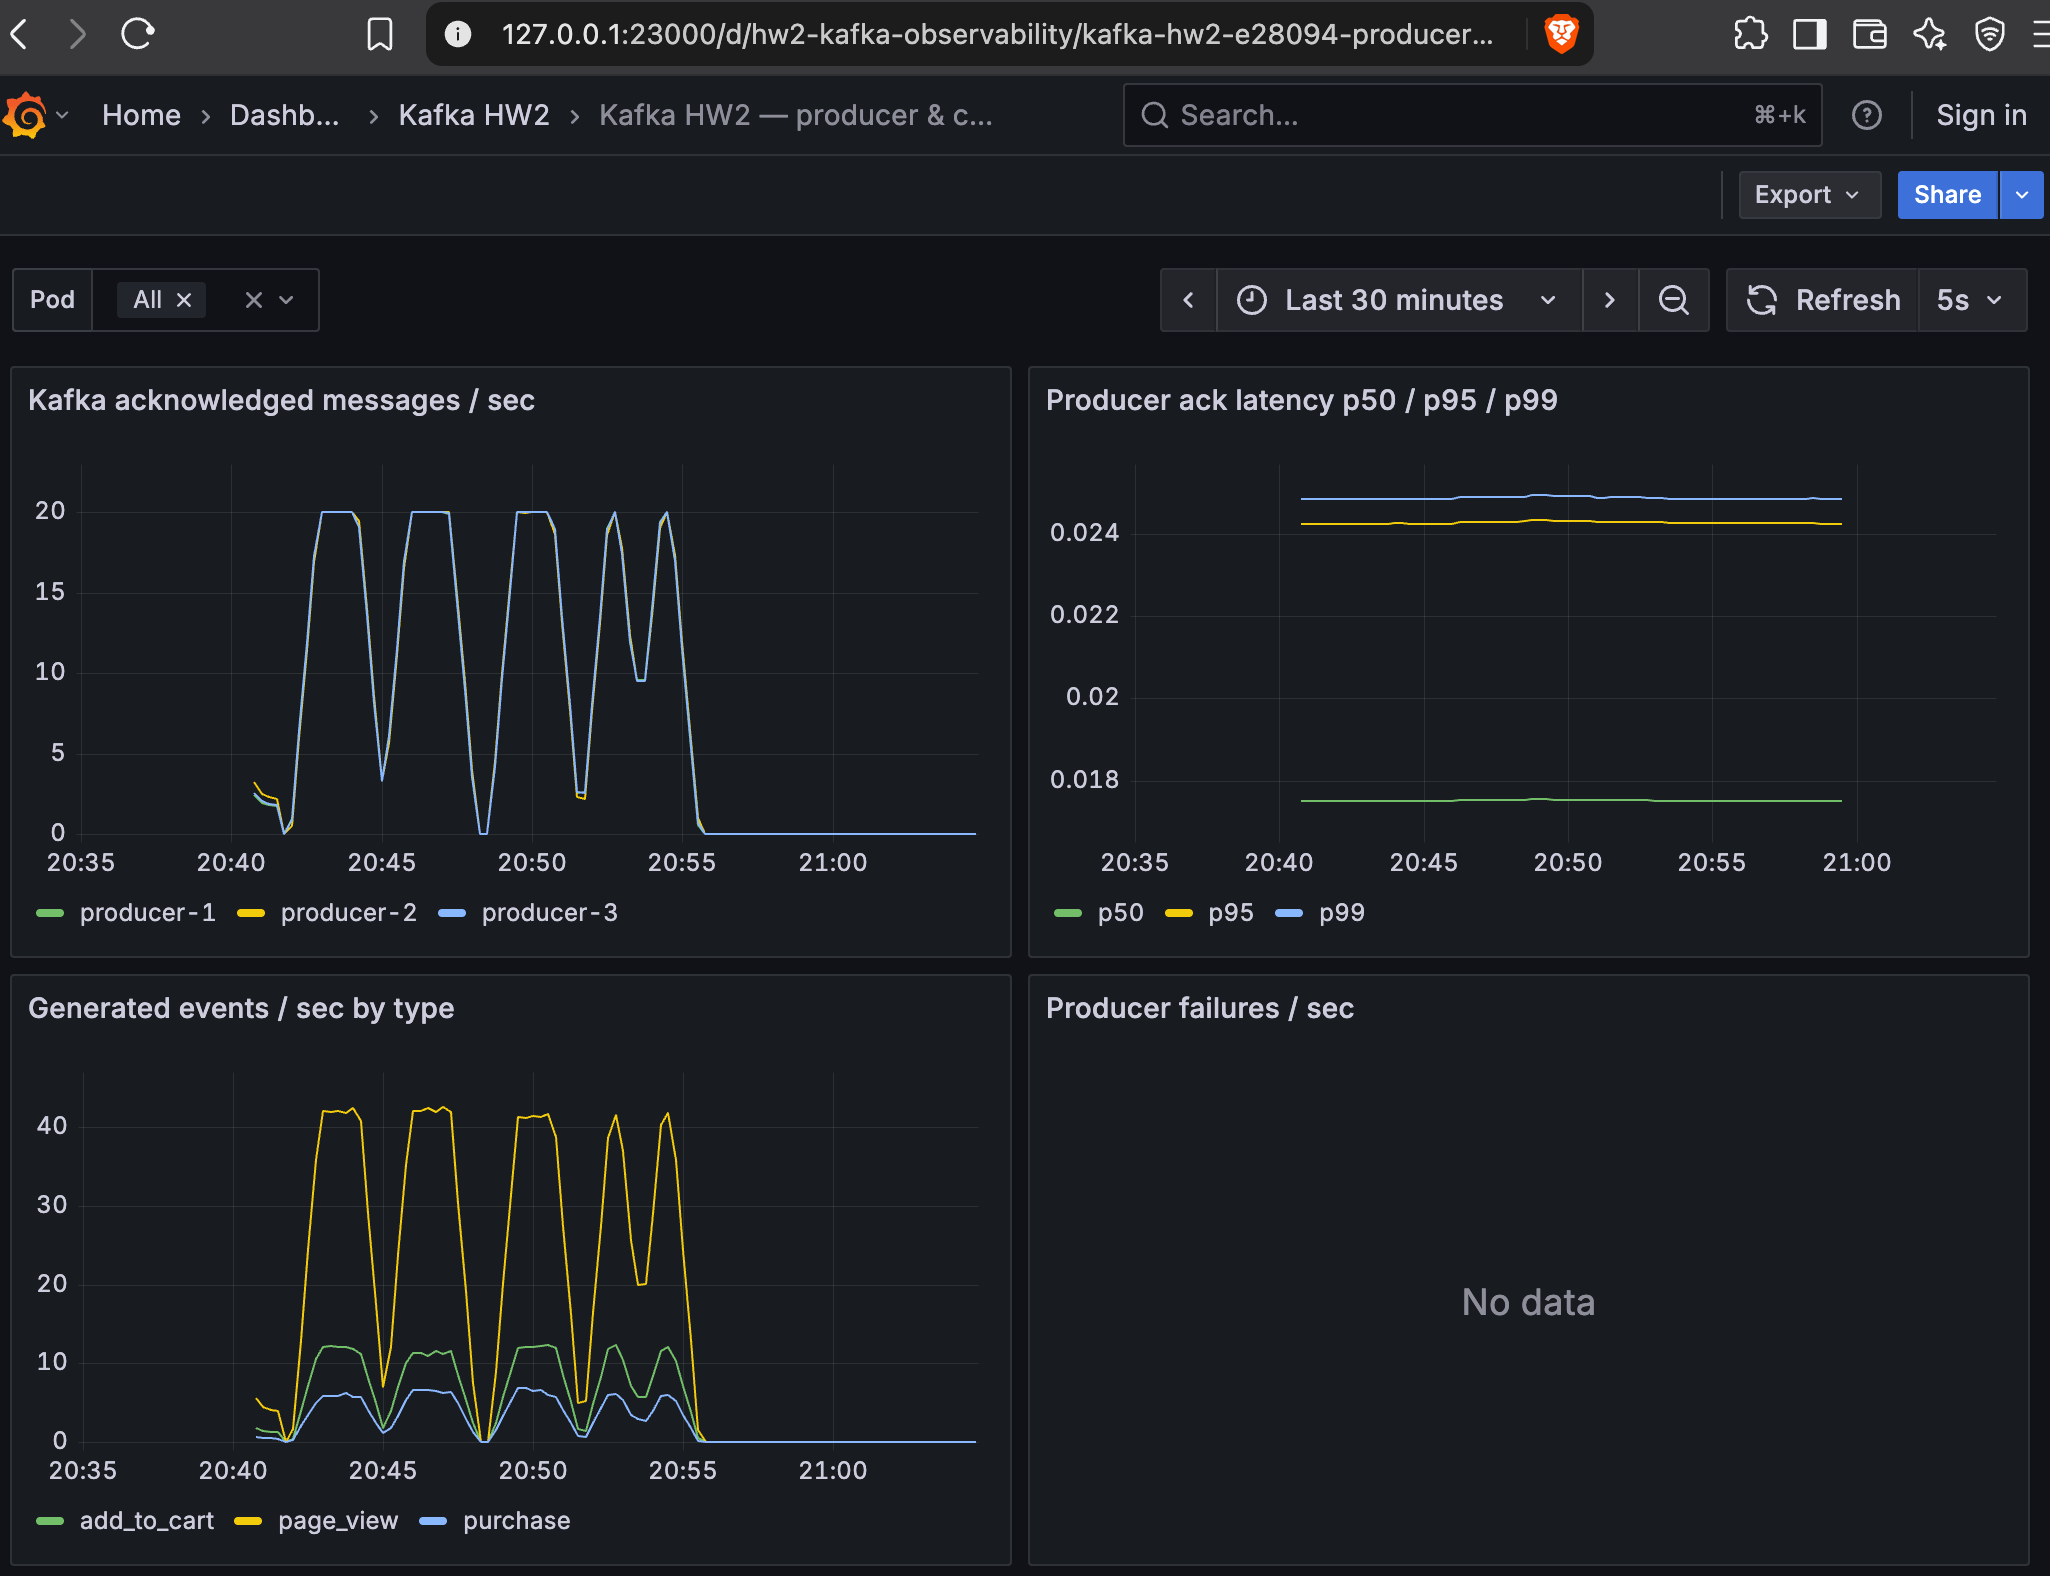 127.0.0.1:23000/d/hw2-kafka-observability/kafka-hw2-e28094-producer...
Home › Dashb... › Kafka HW2 › Kafka HW2 — producer & c...
Search... ⌘+k
Sign in
Export
Share
Pod All
Last 30 minutes
Refresh 5s
Kafka acknowledged messages / sec
20
15
10
5
0
20:35 20:40 20:45 20:50 20:55 21:00
producer-1 producer-2 producer-3
Producer ack latency p50 / p95 / p99
0.024
0.022
0.02
0.018
20:35 20:40 20:45 20:50 20:55 21:00
p50 p95 p99
Generated events / sec by type
40
30
20
10
0
20:35 20:40 20:45 20:50 20:55 21:00
add_to_cart page_view purchase
Producer failures / sec
No data